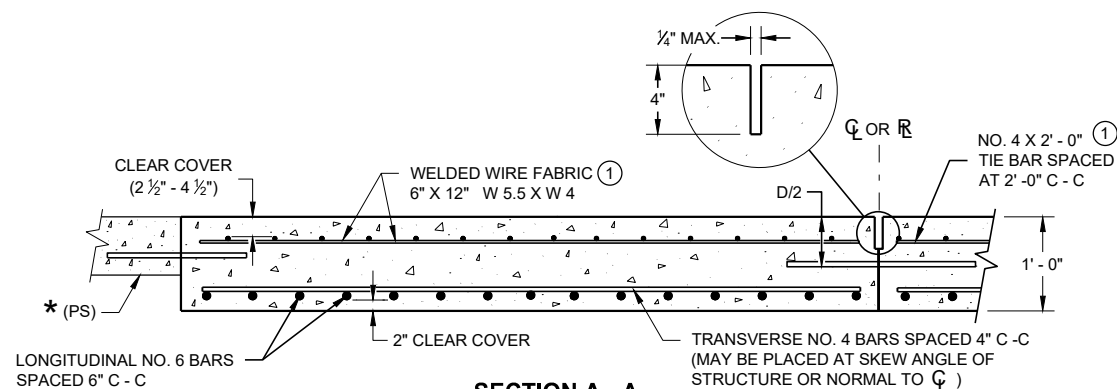 ¼" MAX.
4"
℄ OR R
NO. 4 X 2' - 0" ①
TIE BAR SPACED
AT 2' -0" C - C
CLEAR COVER
(2 ½" - 4 ½")
WELDED WIRE FABRIC ①
6" X 12" W 5.5 X W 4
D/2
1' - 0"
* (PS)
2" CLEAR COVER
LONGITUDINAL NO. 6 BARS
SPACED 6" C - C
TRANSVERSE NO. 4 BARS SPACED 4" C -C
(MAY BE PLACED AT SKEW ANGLE OF
STRUCTURE OR NORMAL TO ℄ )